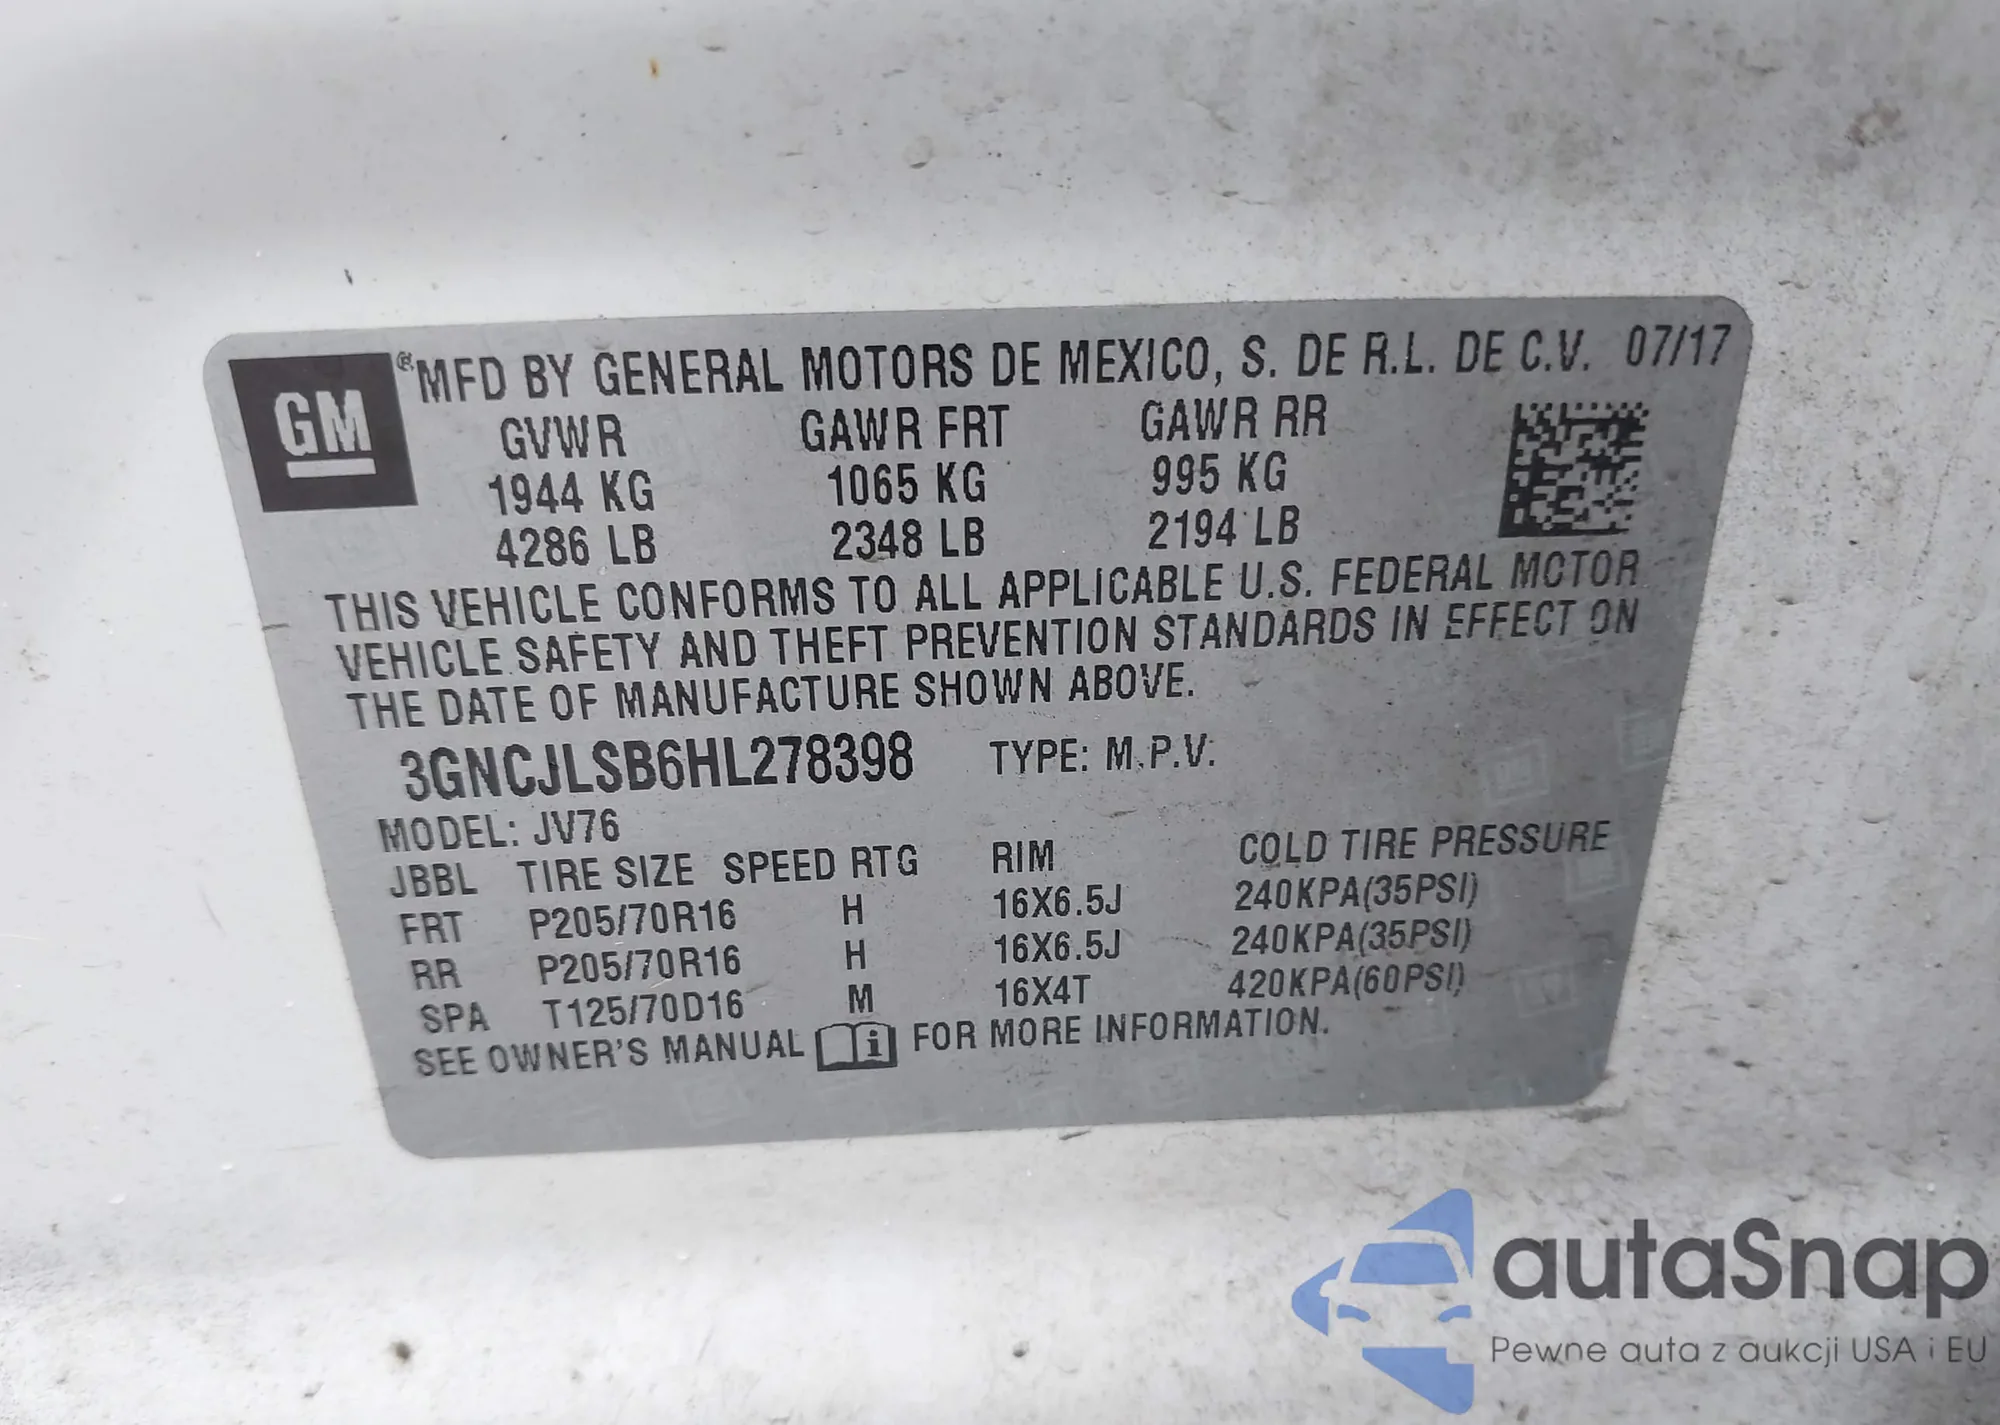 GM
® MFD BY GENERAL MOTORS DE MEXICO, S. DE R.L. DE C.V. 07/17
GVWR GAWR FRT GAWR RR
1944 KG 1065 KG 995 KG
4286 LB 2348 LB 2194 LB
THIS VEHICLE CONFORMS TO ALL APPLICABLE U.S. FEDERAL MOTOR
VEHICLE SAFETY AND THEFT PREVENTION STANDARDS IN EFFECT ON
THE DATE OF MANUFACTURE SHOWN ABOVE.
3GNCJLSB6HL278398 TYPE: M.P.V.
MODEL: JV76
JBBL TIRE SIZE SPEED RTG RIM COLD TIRE PRESSURE
FRT P205/70R16 H 16X6.5J 240KPA(35PSI)
RR P205/70R16 H 16X6.5J 240KPA(35PSI)
SPA T125/70D16 M 16X4T 420KPA(60PSI)
SEE OWNER'S MANUAL i FOR MORE INFORMATION.
autaSnap
Pewne auta z aukcji USA i EU